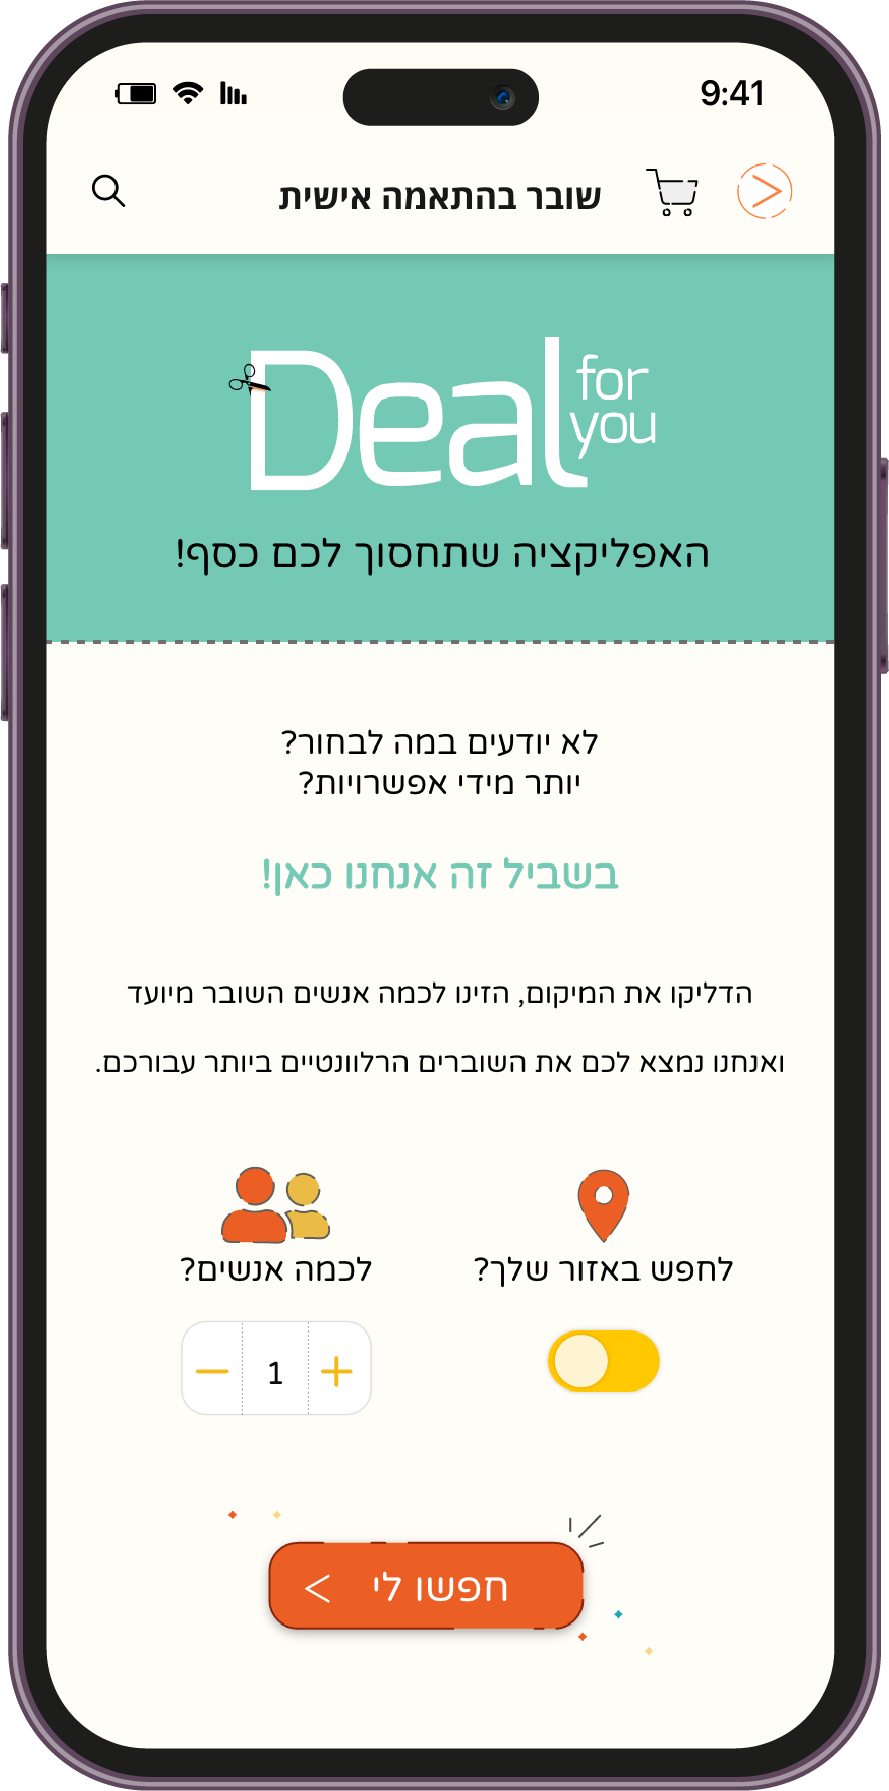 9:41
שובר בהתאמה אישית
Deal for you
האפליקציה שתחסוך לכם כסף!
לא יודעים במה לבחור?
יותר מידי אפשרויות?
בשביל זה אנחנו כאן!
הדליקו את המיקום, הזינו לכמה אנשים השובר מיועד
ואנחנו נמצא לכם את השוברים הרלוונטיים ביותר עבורכם.
לחפש באזור שלך?
לכמה אנשים?
1
חפשו לי